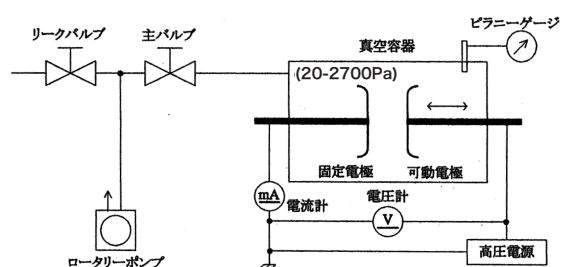 ピラニーゲージ
リークバルブ
主バルブ
真空容器
(20-2700Pa)
固定電極
可動電極
mA
電流計
電圧計
V
高圧電源
ロータリーポンプ